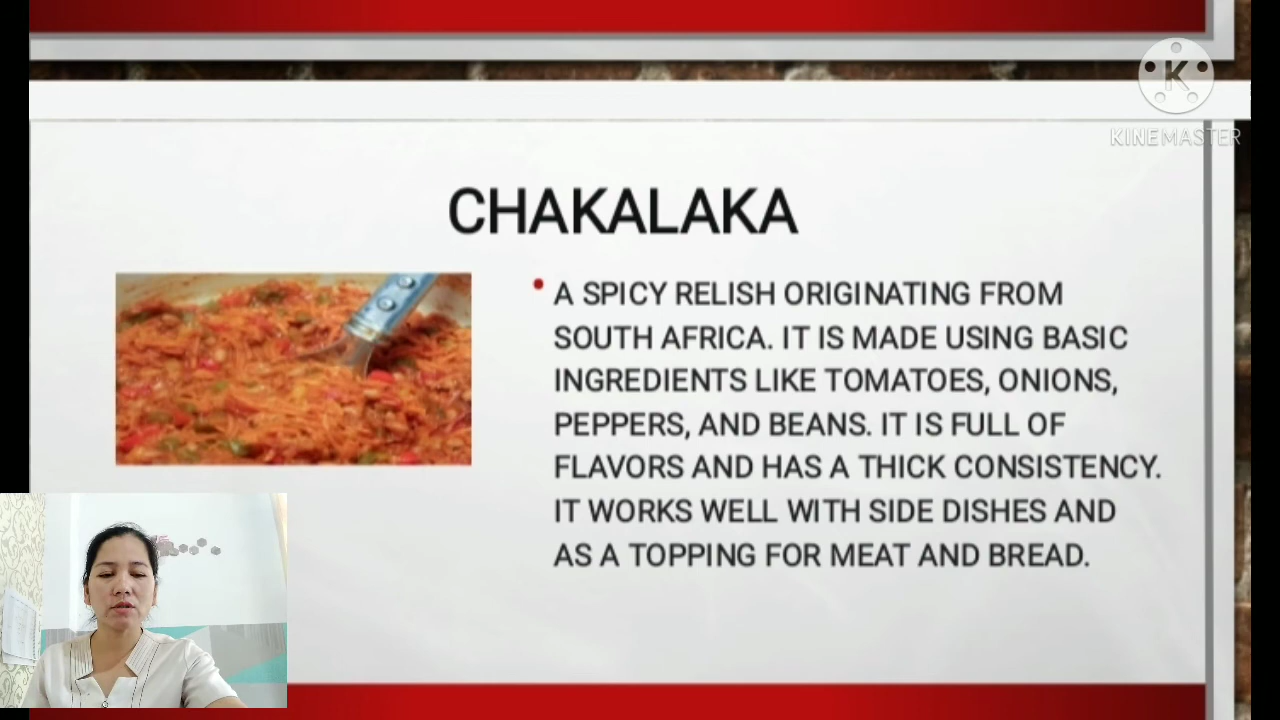 K
KINEMASTER
CHAKALAKA
A SPICY RELISH ORIGINATING FROM
SOUTH AFRICA. IT IS MADE USING BASIC
INGREDIENTS LIKE TOMATOES, ONIONS,
PEPPERS, AND BEANS. IT IS FULL OF
FLAVORS AND HAS A THICK CONSISTENCY.
IT WORKS WELL WITH SIDE DISHES AND
AS A TOPPING FOR MEAT AND BREAD.